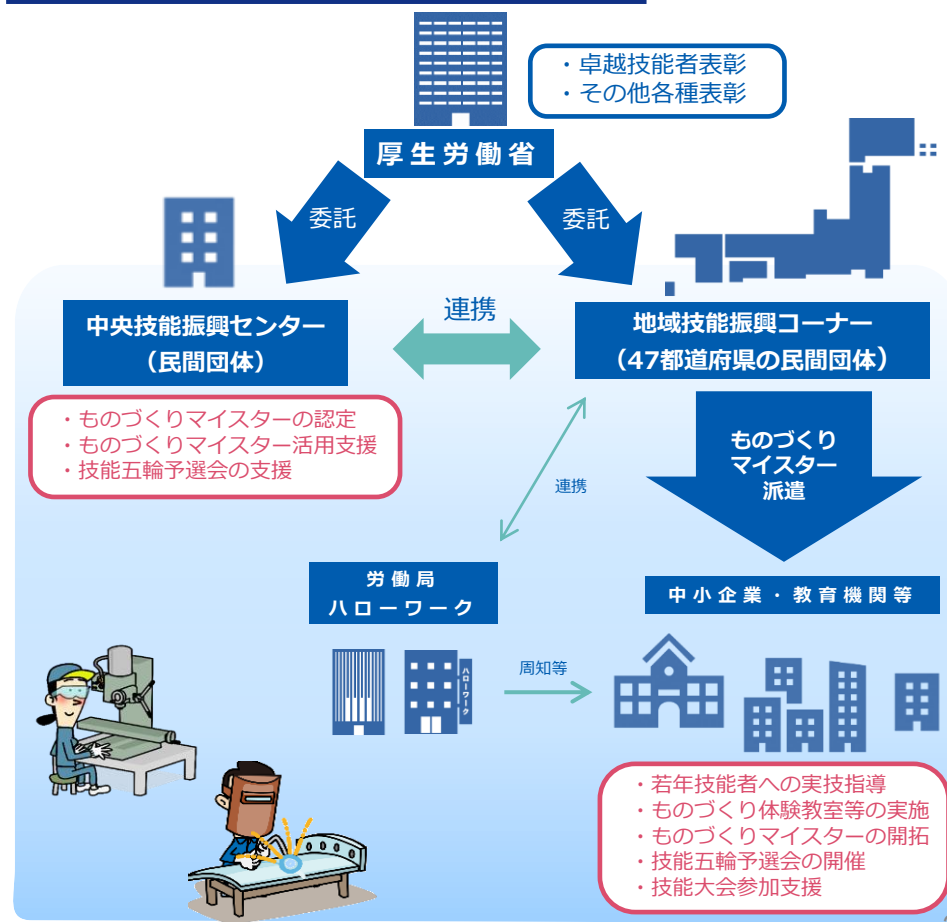 ・卓越技能者表彰
・その他各種表彰
厚生労働省
委託
委託
中央技能振興センター
（民間団体）
連携
地域技能振興コーナー
（47都道府県の民間団体）
・ものづくりマイスターの認定
・ものづくりマイスター活用支援
・技能五輪予選会の支援
ものづくり
マイスター
派遣
連携
労働局
ハローワーク
中小企業・教育機関等
ハローワーク
周知等
・若年技能者への実技指導
・ものづくり体験教室等の実施
・ものづくりマイスターの開拓
・技能五輪予選会の開催
・技能大会参加支援